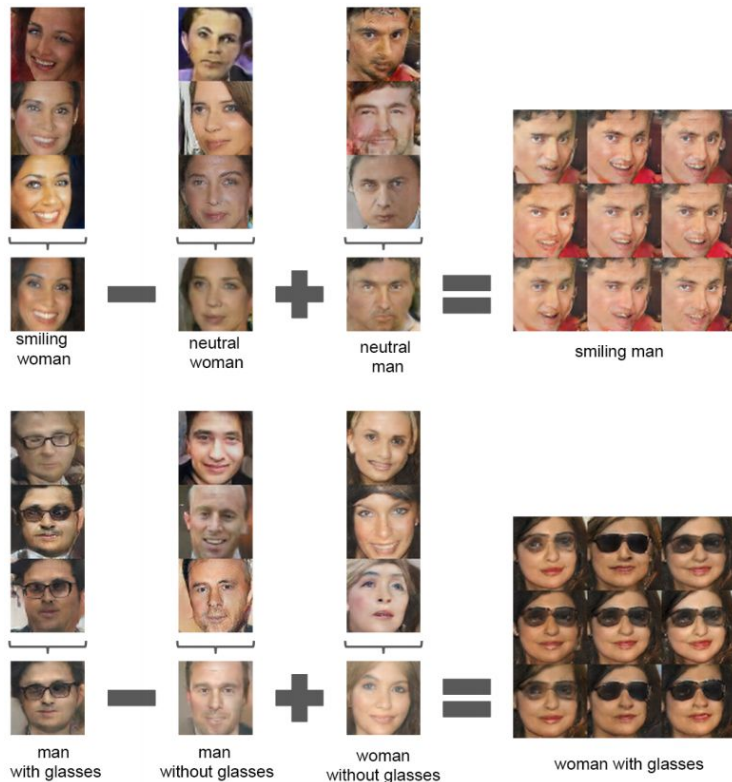 smiling
woman
neutral
woman
neutral
man
smiling man
man
with glasses
man
without glasses
woman
without glasses
woman with glasses